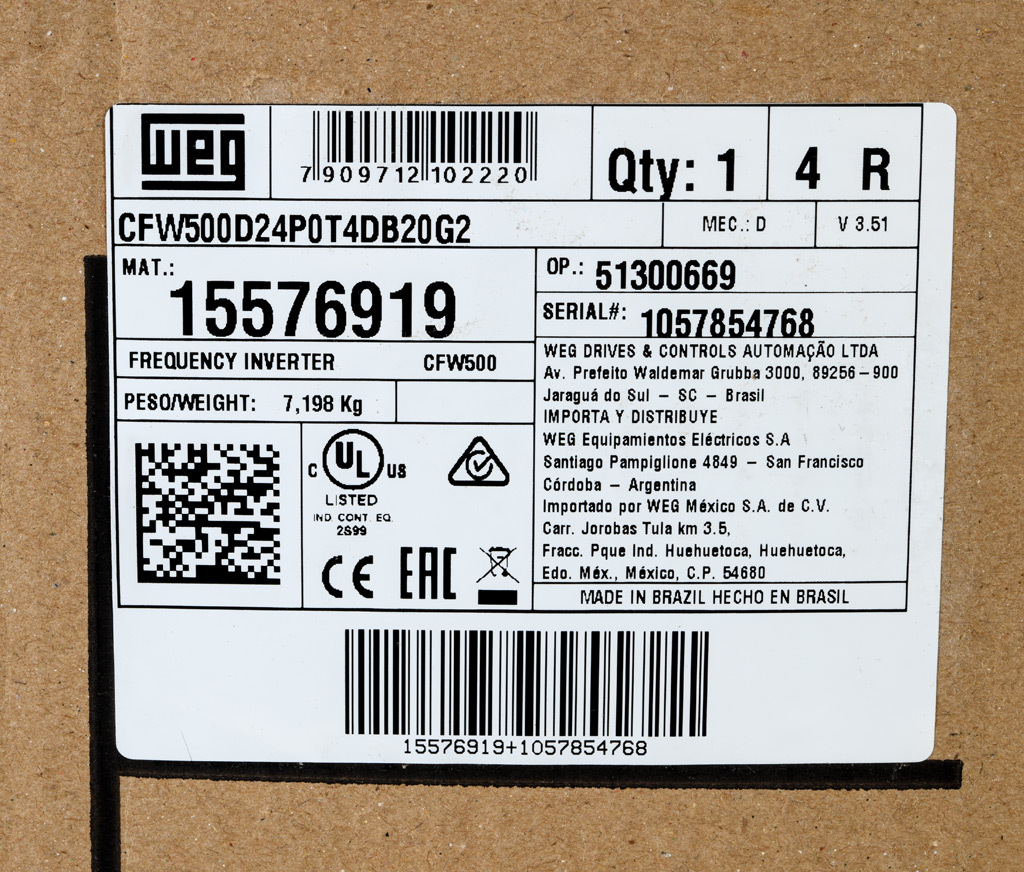 weg
7 909712 102220
Qty: 1
4 R
CFW500D24P0T4DB20G2
MEC.: D
V 3.51
MAT.:
15576919
OP.: 51300669
SERIAL#: 1057854768
FREQUENCY INVERTER CFW500
PESO/WEIGHT: 7,198 Kg
WEG DRIVES & CONTROLS AUTOMAÇÃO LTDA
Av. Prefeito Waldemar Grubba 3000, 89256-900
Jaraguá do Sul - SC - Brasil
IMPORTA Y DISTRIBUYE
WEG Equipamientos Eléctricos S.A
Santiago Pampiglione 4849 - San Francisco
Córdoba - Argentina
Importado por WEG México S.A. de C.V.
Carr. Jorobas Tula km 3.5,
Fracc. Pque Ind. Huehuetoca, Huehuetoca,
Edo. Méx., México, C.P. 54680
MADE IN BRAZIL HECHO EN BRASIL
C UL US
LISTED
IND. CONT. EQ.
2S99
CE EAC
15576919+1057854768